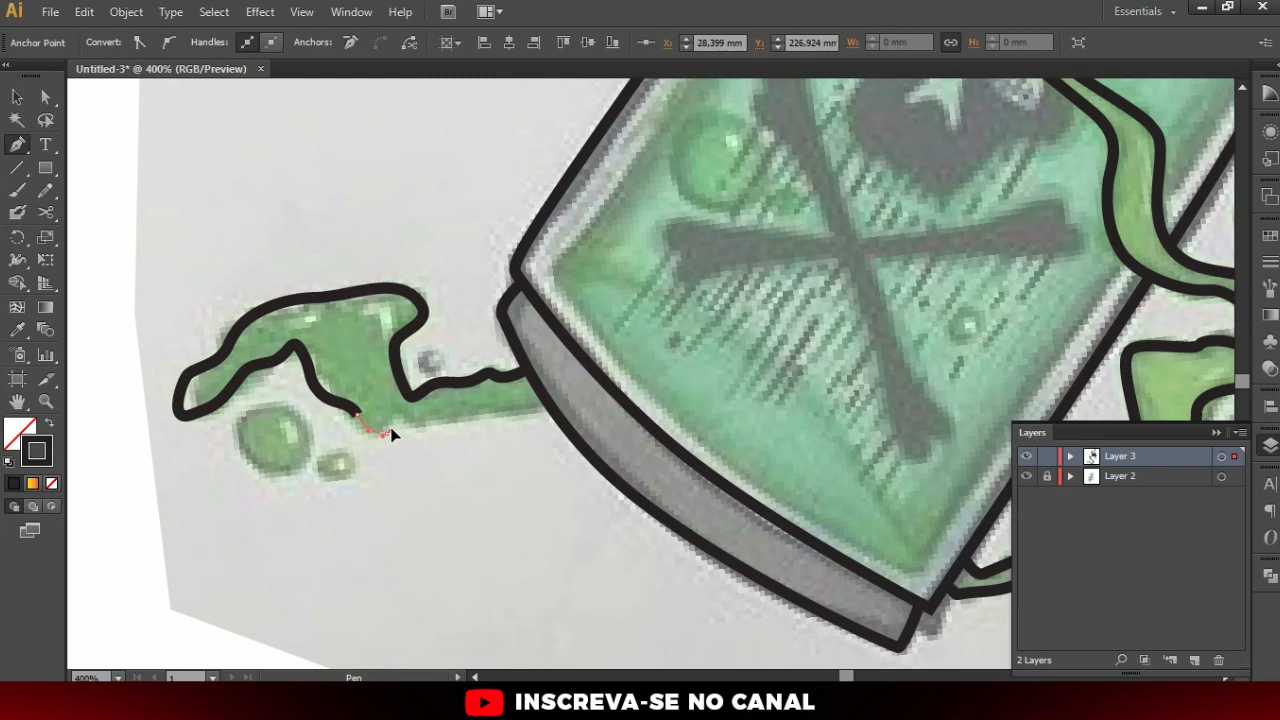 Ai File Edit Object Type Select Effect View Window Help Br Essentials
Anchor Point Convert: Handles: Anchors: X: 28,399 mm Y: 226,924 mm W: 0 mm H: 0 mm
Untitled-3* @ 400% (RGB/Preview) ×
T
Layers
Layer 3
Layer 2
2 Layers
400% 1 Pen
INSCREVA-SE NO CANAL